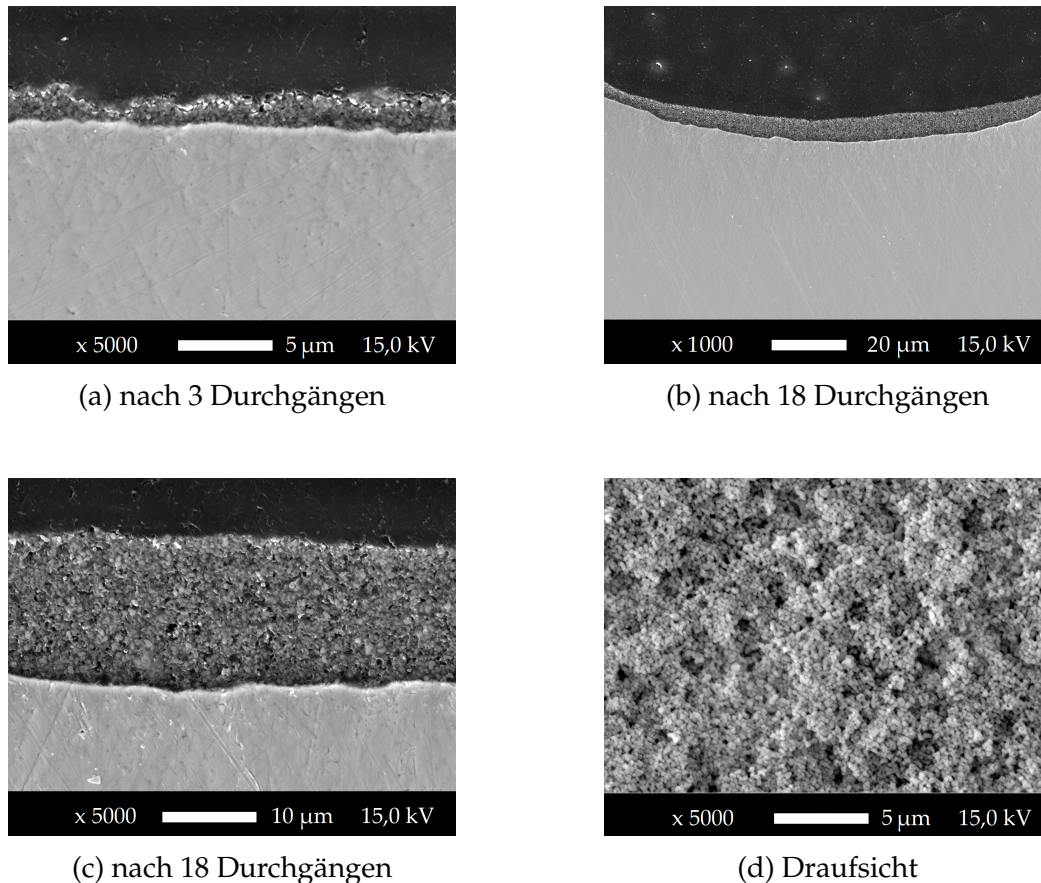 x 5000 5 µm 15,0 kV
(a) nach 3 Durchgängen
x 1000 20 µm 15,0 kV
(b) nach 18 Durchgängen
x 5000 10 µm 15,0 kV
(c) nach 18 Durchgängen
x 5000 5 µm 15,0 kV
(d) Draufsicht